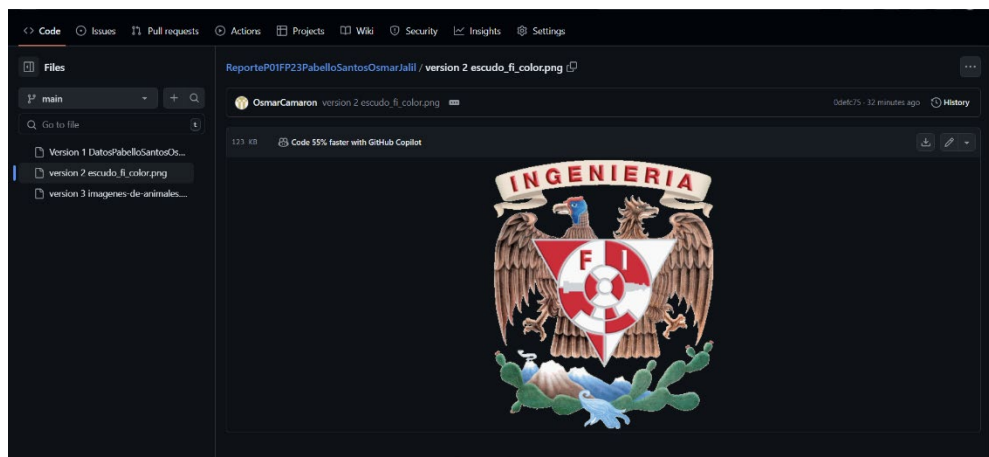 Code Issues Pull requests Actions Projects Wiki Security Insights Settings
Files
main
Go to file t
Version 1 DatosPabelloSantosOs...
version 2 escudo_fi_color.png
version 3 imagenes-de-animales....
ReporteP01FP23PabelloSantosOsmarJalil / version 2 escudo_fi_color.png
OsmarCamaron version 2 escudo_fi_color.png
0defc75 · 32 minutes ago History
123 KB Code 55% faster with GitHub Copilot
INGENIERIA
F I